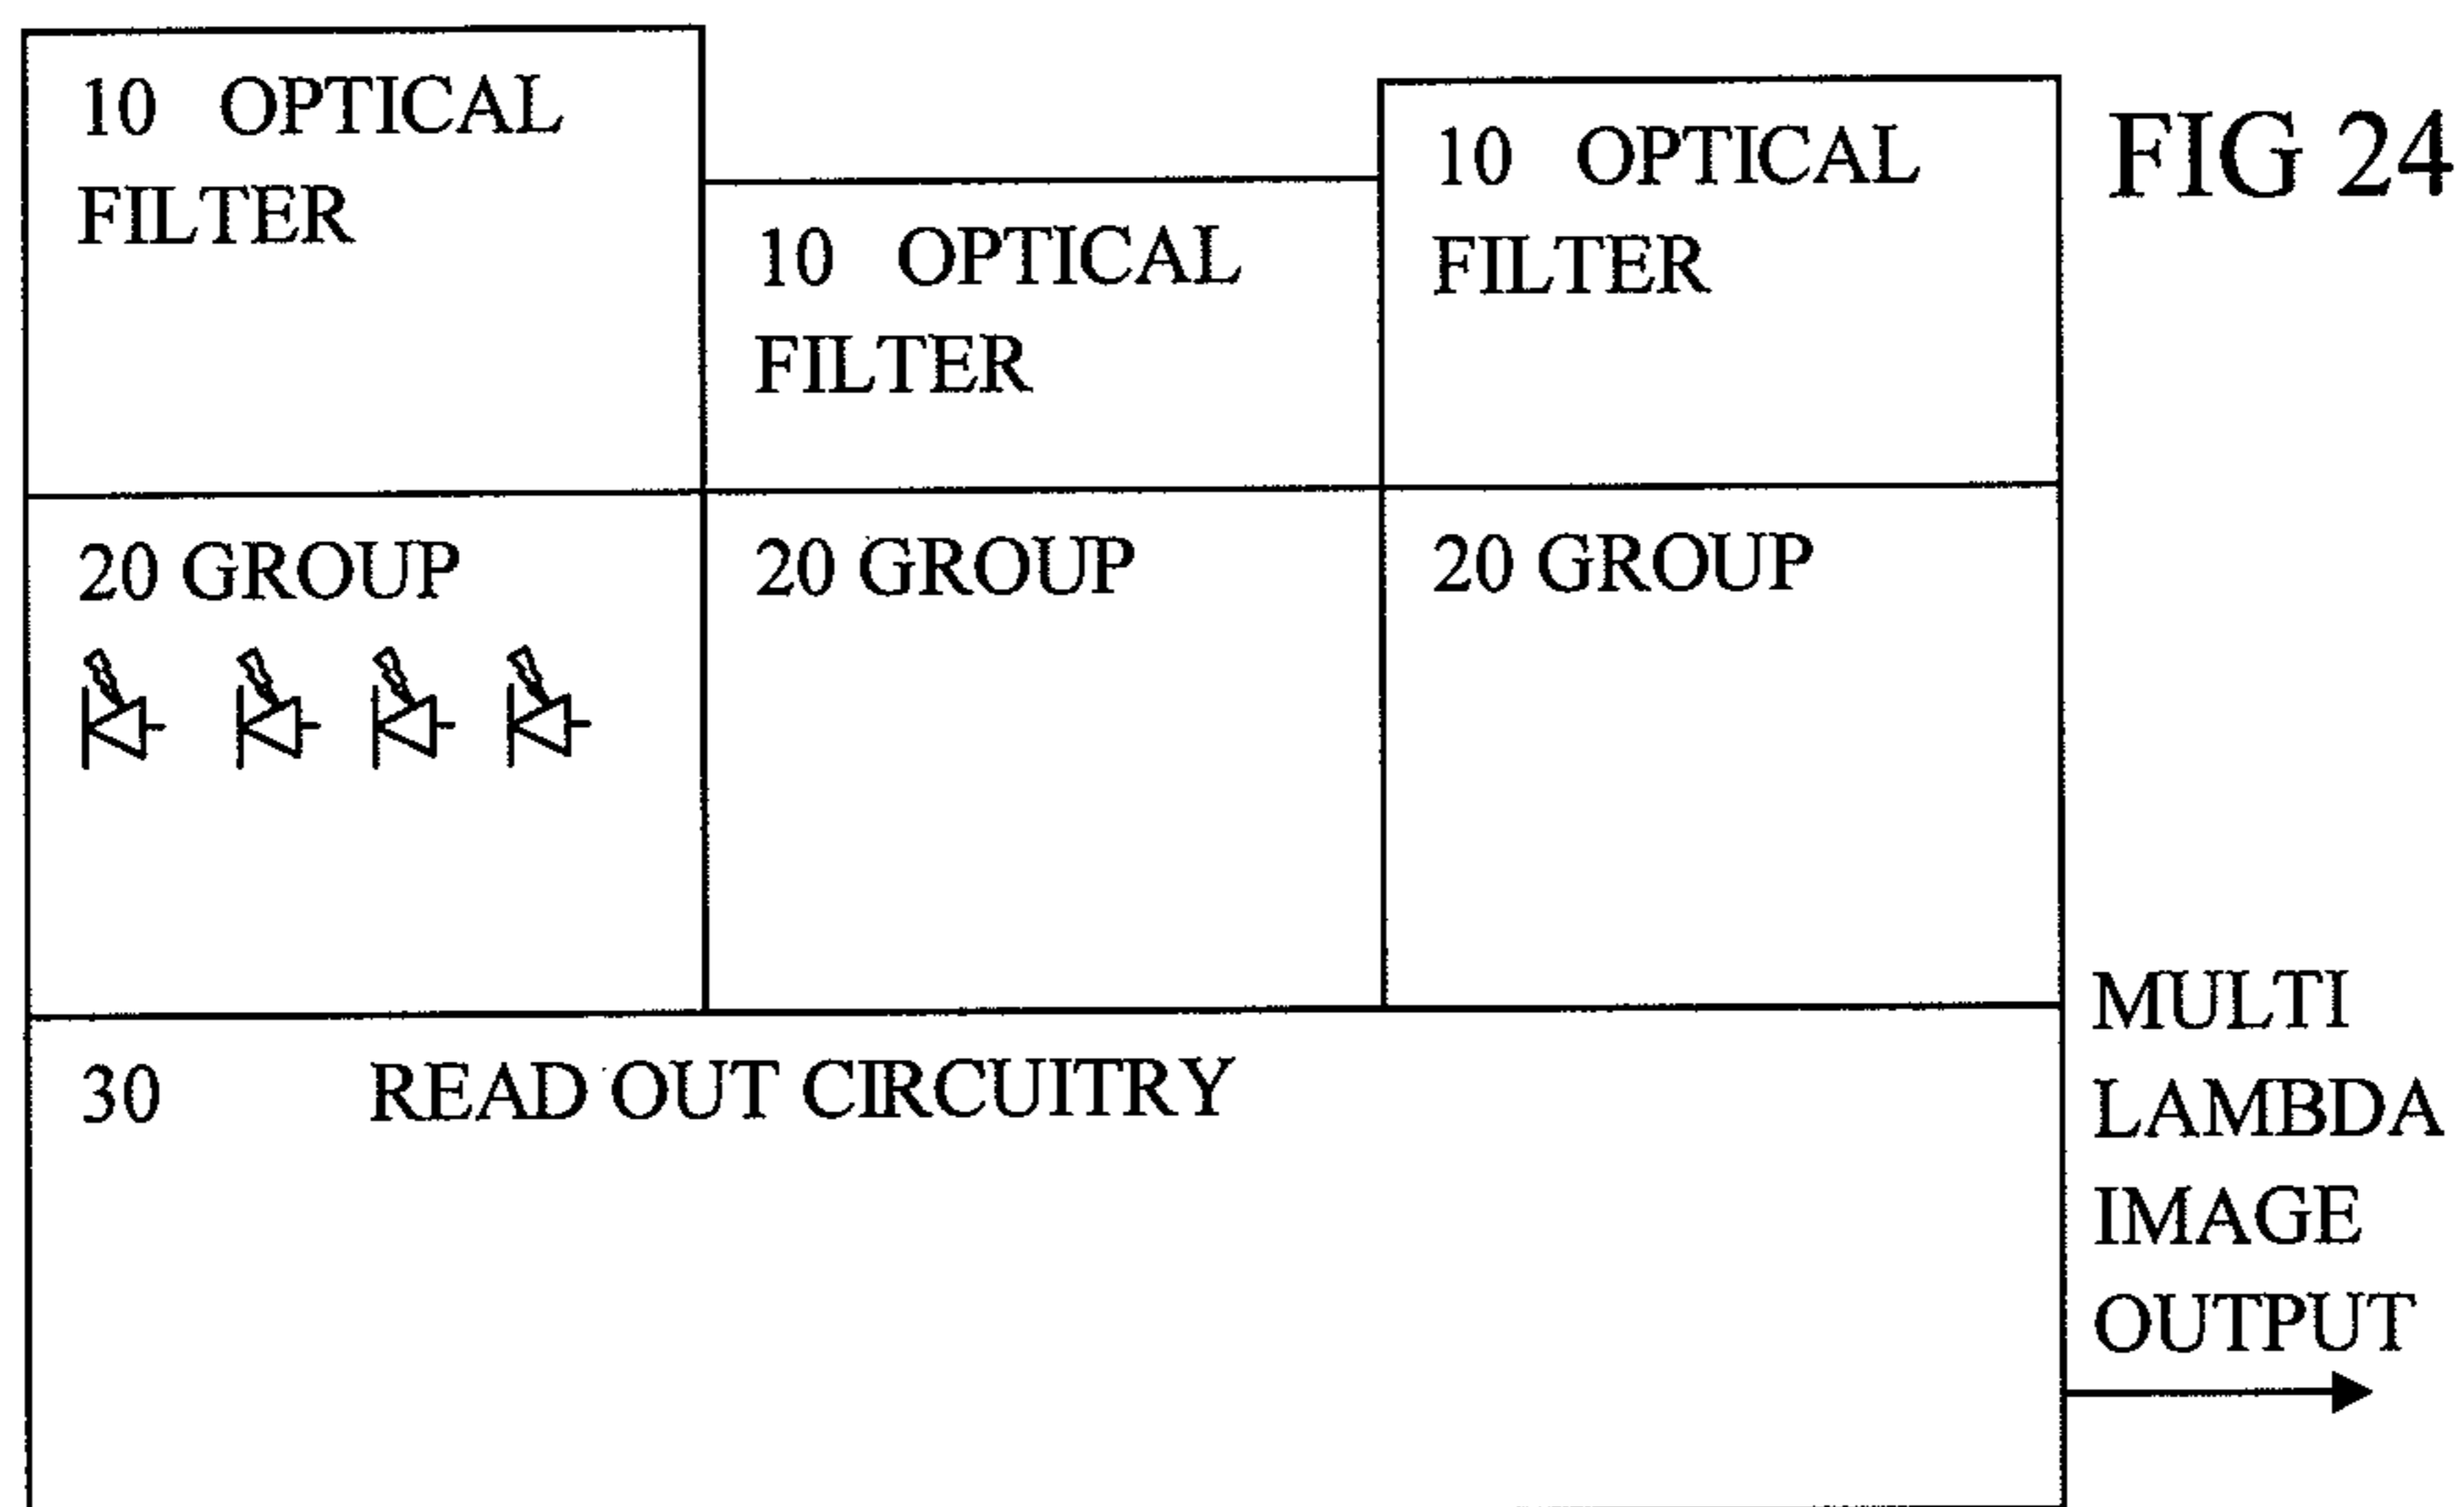 10 OPTICAL
FILTER
10 OPTICAL
FILTER
10 OPTICAL
FILTER
FIG 24
20 GROUP
20 GROUP
20 GROUP
30 READ OUT CIRCUITRY
MULTI
LAMBDA
IMAGE
OUTPUT